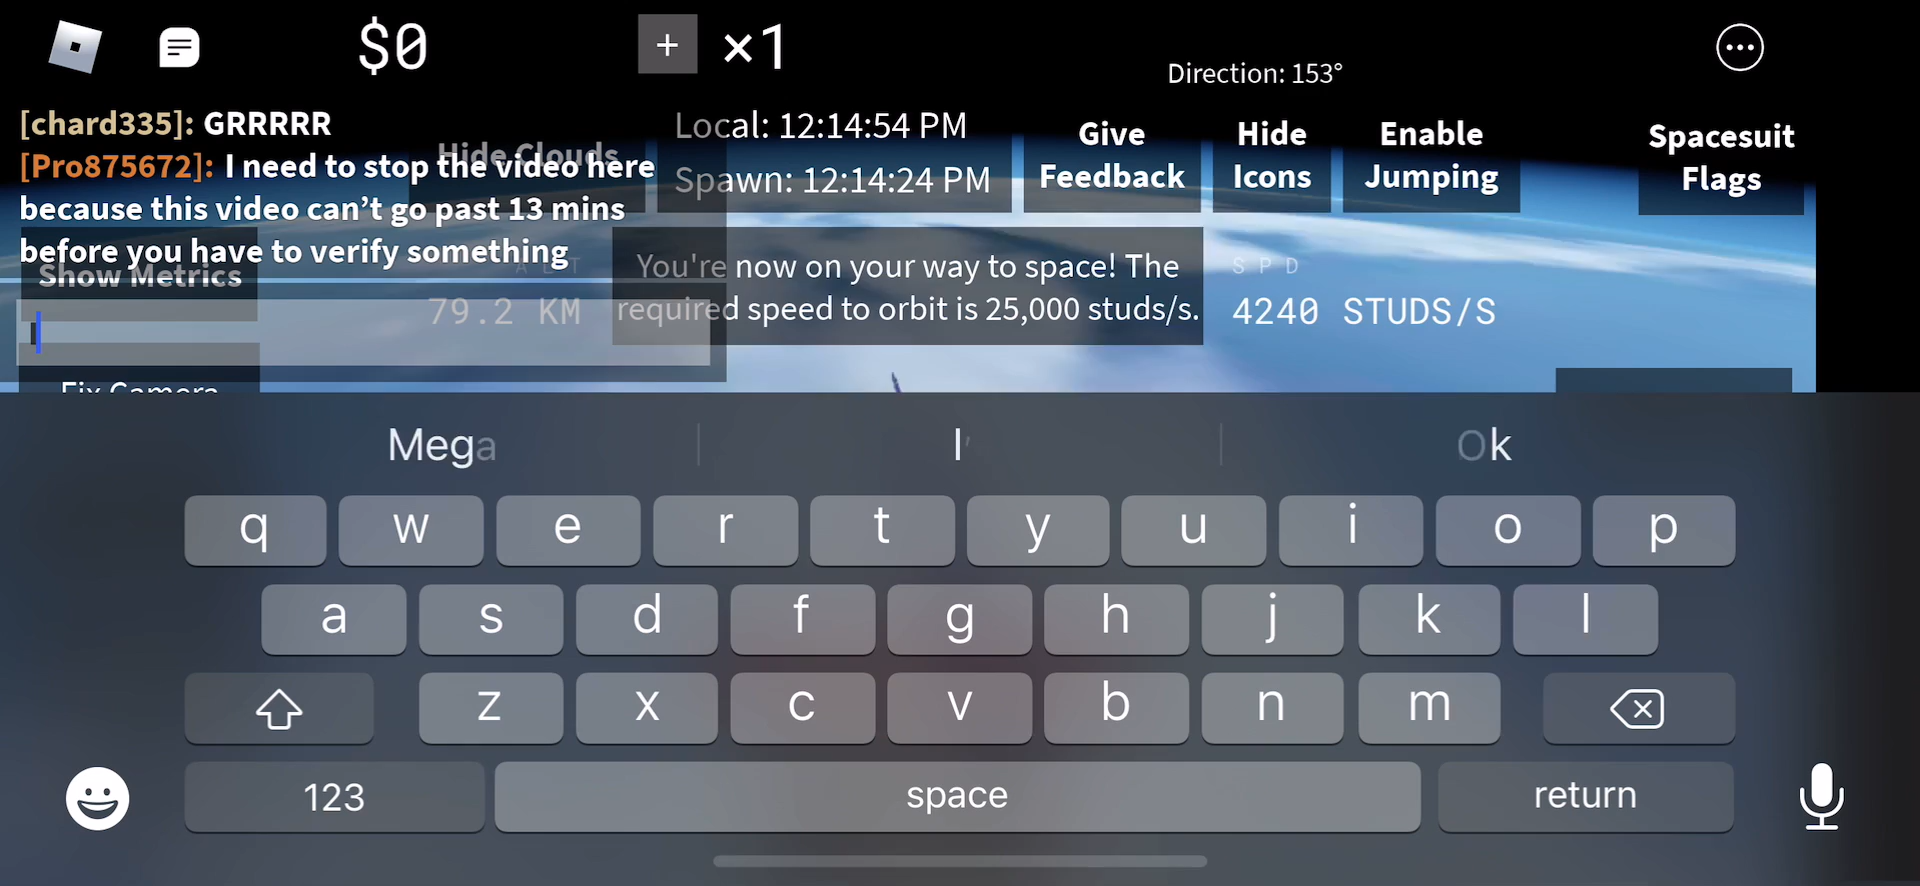 $0
+
×1
Direction: 153°
[chard335]: GRRRRR
[Pro875672]: I need to stop the video here
because this video can't go past 13 mins
before you have to verify something
Hide Clouds
Local: 12:14:54 PM
Spawn: 12:14:24 PM
Give
Feedback
Hide
Icons
Enable
Jumping
Spacesuit
Flags
Show Metrics
ALT
79.2 KM
You're now on your way to space! The
required speed to orbit is 25,000 studs/s.
SPD
4240 STUDS/S
Fix Camera
Mega
I'
Ok
q w e r t y u i o p
a s d f g h j k l
z x c v b n m
123
space
return